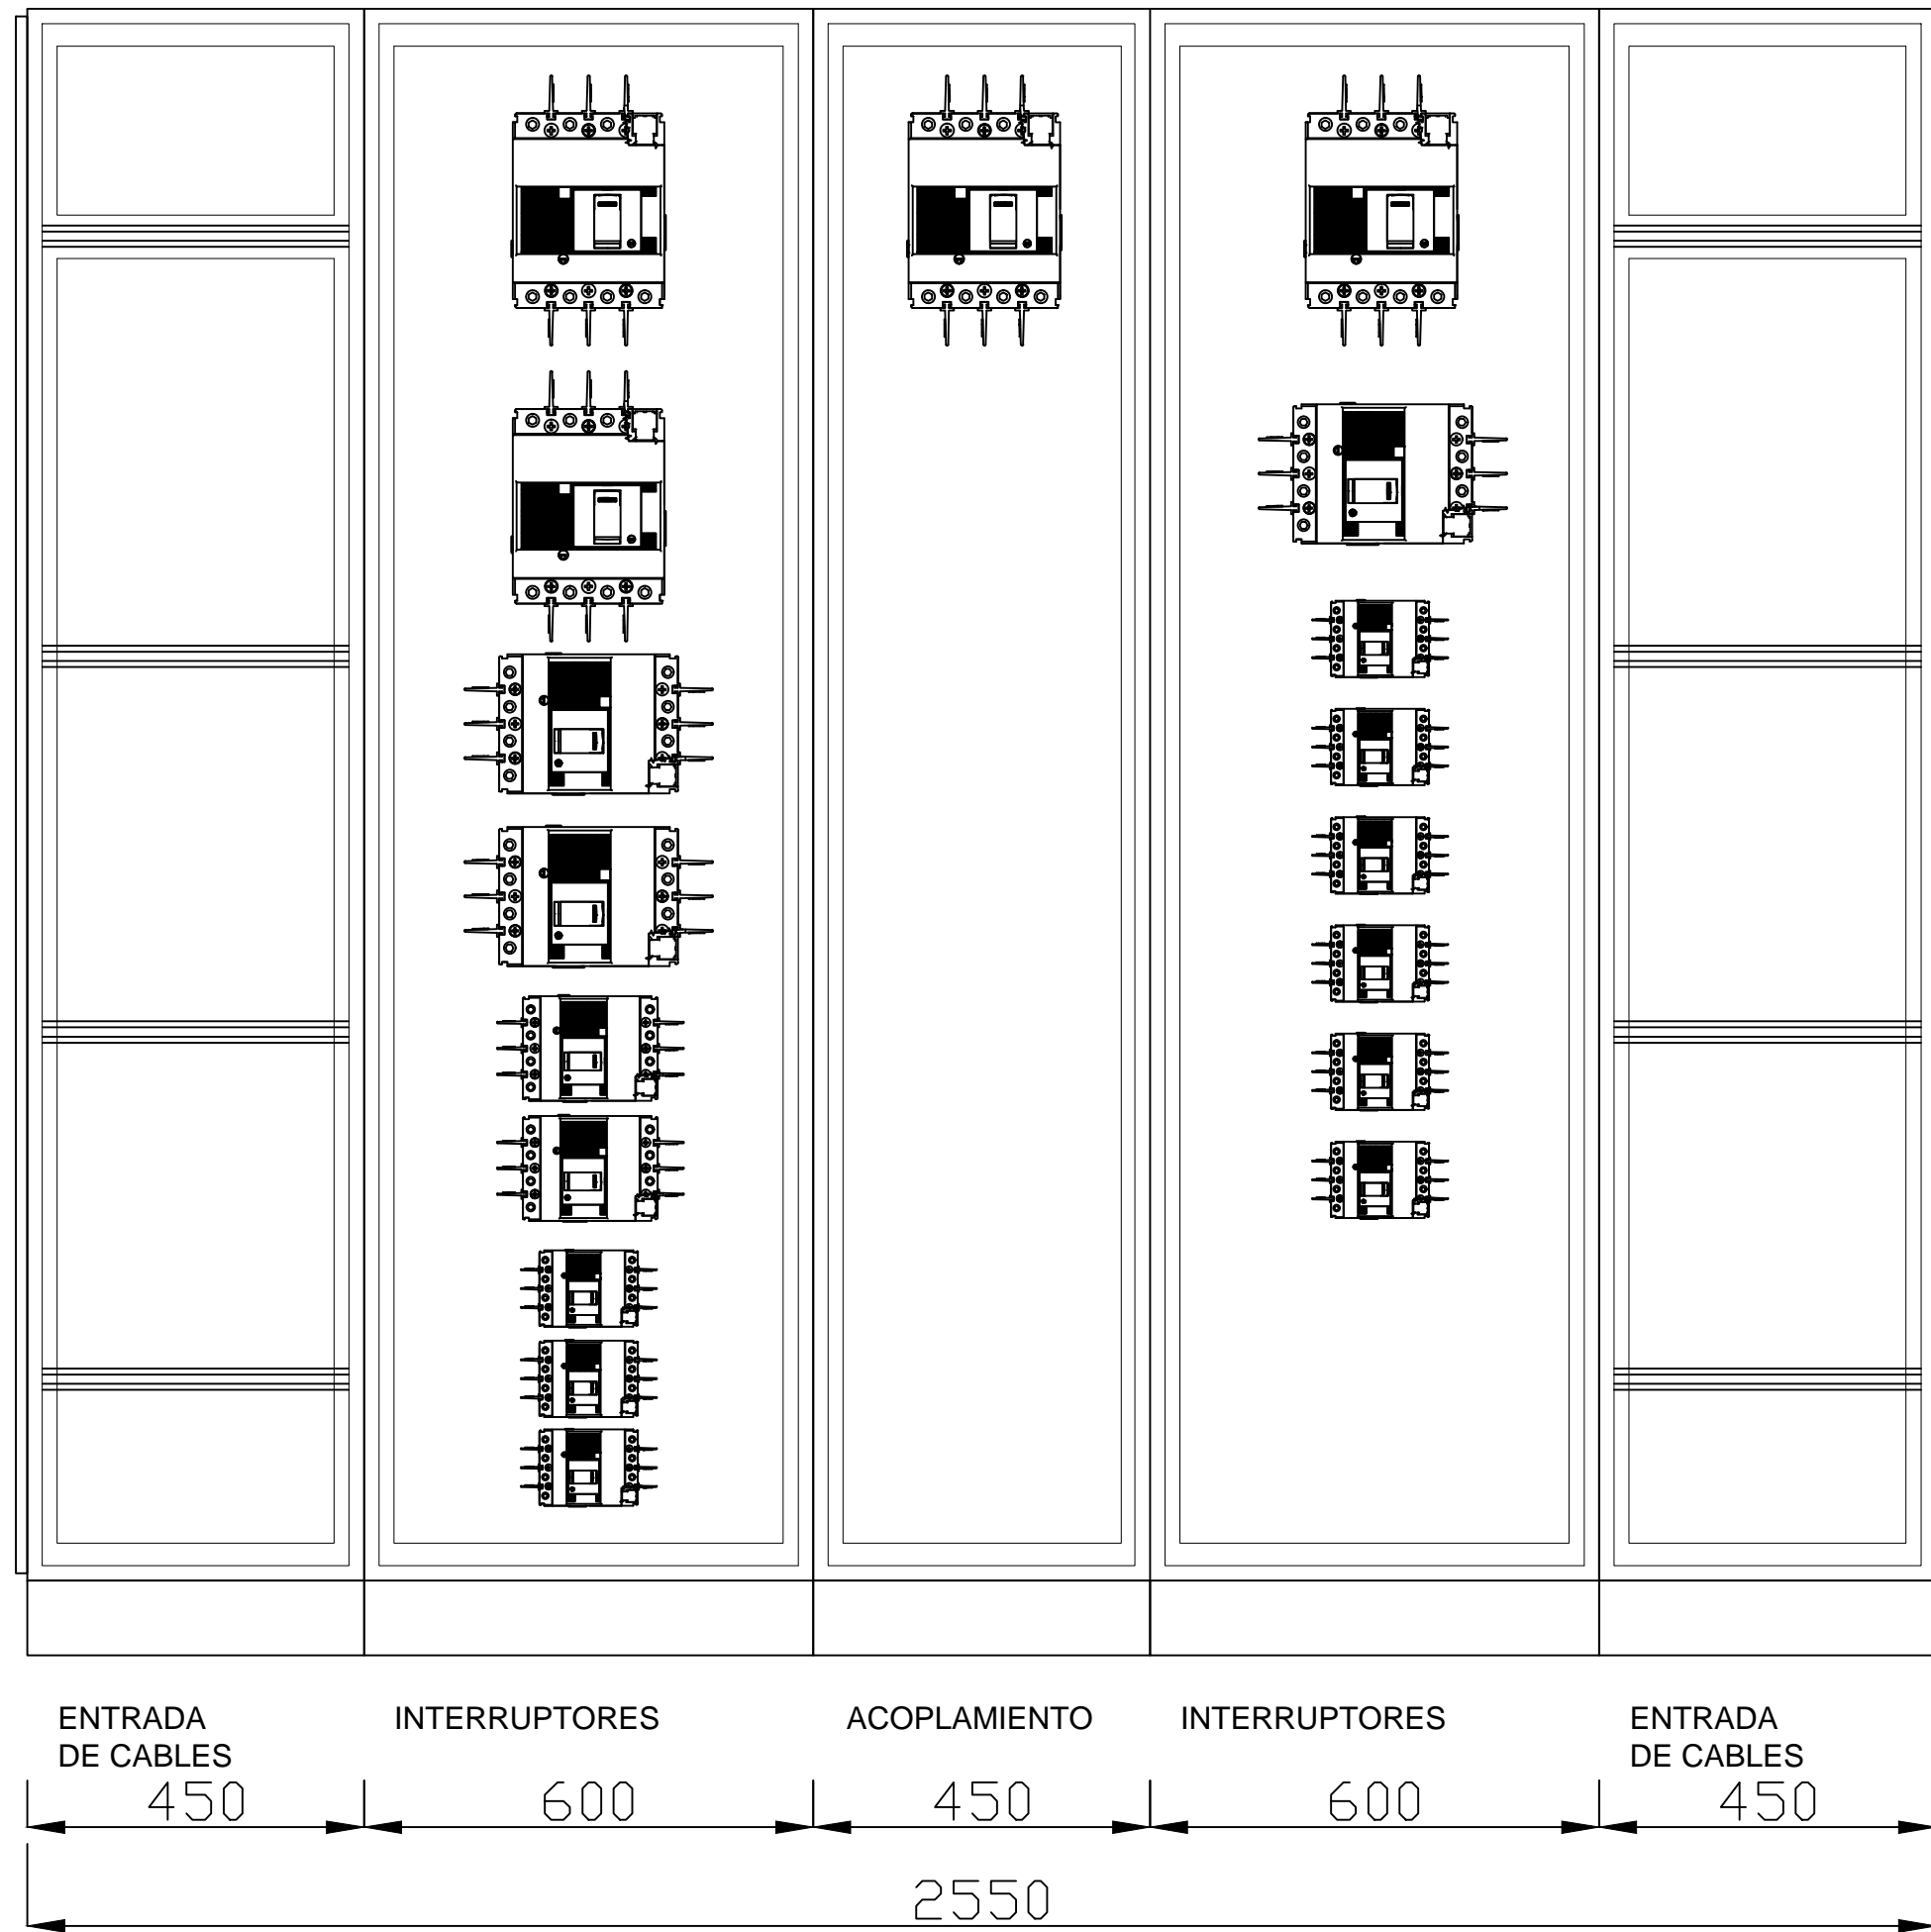 ENTRADA
DE CABLES
INTERRUPTORES
ACOPLAMIENTO
INTERRUPTORES
ENTRADA
DE CABLES
450
600
450
600
450
2550